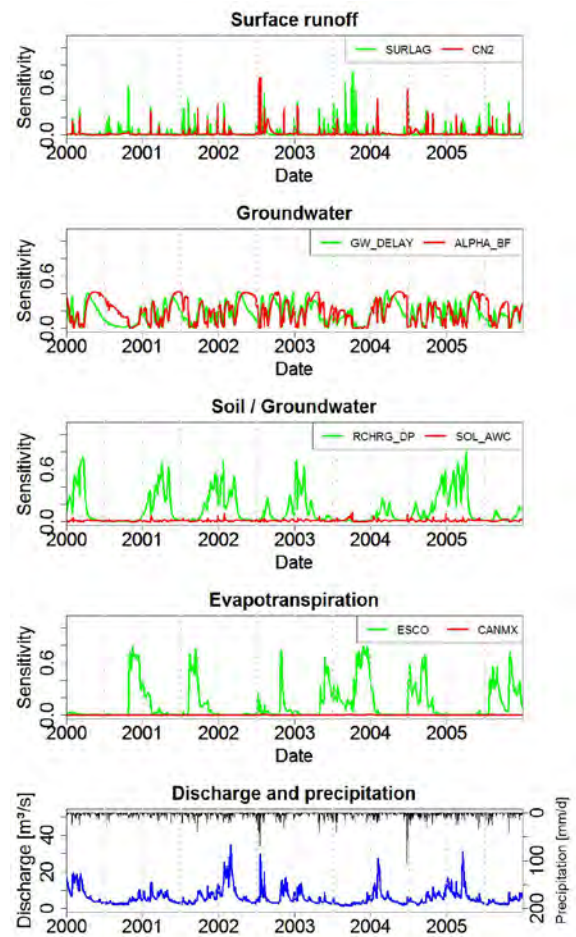 Surface runoff
Sensitivity
0.6
0.0
SURLAG CN2
2000 2001 2002 2003 2004 2005
Date
Groundwater
Sensitivity
0.6
0.0
GW_DELAY ALPHA_BF
2000 2001 2002 2003 2004 2005
Date
Soil / Groundwater
Sensitivity
0.6
0.0
RCHRG_DP SOL_AWC
2000 2001 2002 2003 2004 2005
Date
Evapotranspiration
Sensitivity
0.6
0.0
ESCO CANMX
2000 2001 2002 2003 2004 2005
Date
Discharge and precipitation
Discharge [m³/s]
40
20
0
0
100
200
Precipitation [mm/d]
2000 2001 2002 2003 2004 2005
Date